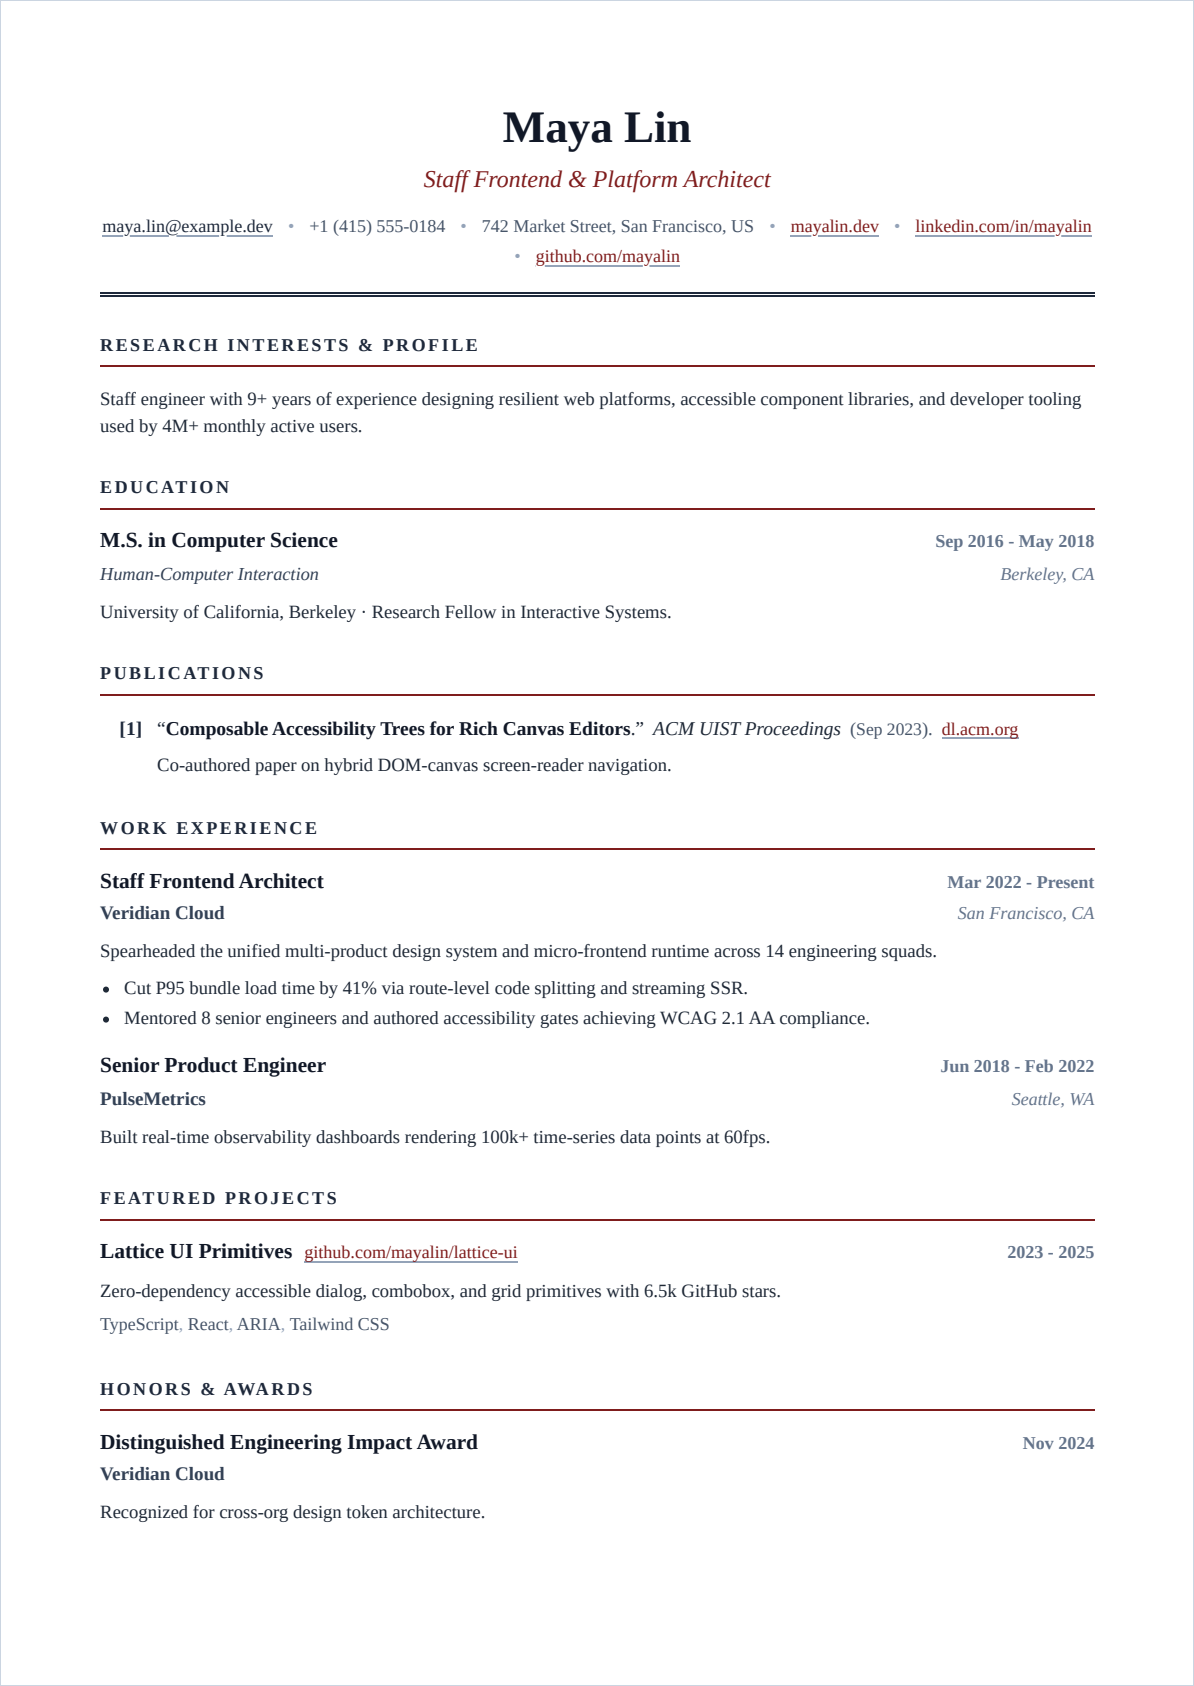 Maya Lin
Staff Frontend & Platform Architect
maya.lin@example.dev • +1 (415) 555-0184 • 742 Market Street, San Francisco, US • mayalin.dev • linkedin.com/in/mayalin
• github.com/mayalin
RESEARCH INTERESTS & PROFILE
Staff engineer with 9+ years of experience designing resilient web platforms, accessible component libraries, and developer tooling
used by 4M+ monthly active users.
EDUCATION
M.S. in Computer Science Sep 2016 - May 2018
Human-Computer Interaction Berkeley, CA
University of California, Berkeley · Research Fellow in Interactive Systems.
PUBLICATIONS
[1] “Composable Accessibility Trees for Rich Canvas Editors.” ACM UIST Proceedings (Sep 2023). dl.acm.org
Co-authored paper on hybrid DOM-canvas screen-reader navigation.
WORK EXPERIENCE
Staff Frontend Architect Mar 2022 - Present
Veridian Cloud San Francisco, CA
Spearheaded the unified multi-product design system and micro-frontend runtime across 14 engineering squads.
• Cut P95 bundle load time by 41% via route-level code splitting and streaming SSR.
• Mentored 8 senior engineers and authored accessibility gates achieving WCAG 2.1 AA compliance.
Senior Product Engineer Jun 2018 - Feb 2022
PulseMetrics Seattle, WA
Built real-time observability dashboards rendering 100k+ time-series data points at 60fps.
FEATURED PROJECTS
Lattice UI Primitives github.com/mayalin/lattice-ui 2023 - 2025
Zero-dependency accessible dialog, combobox, and grid primitives with 6.5k GitHub stars.
TypeScript, React, ARIA, Tailwind CSS
HONORS & AWARDS
Distinguished Engineering Impact Award Nov 2024
Veridian Cloud
Recognized for cross-org design token architecture.